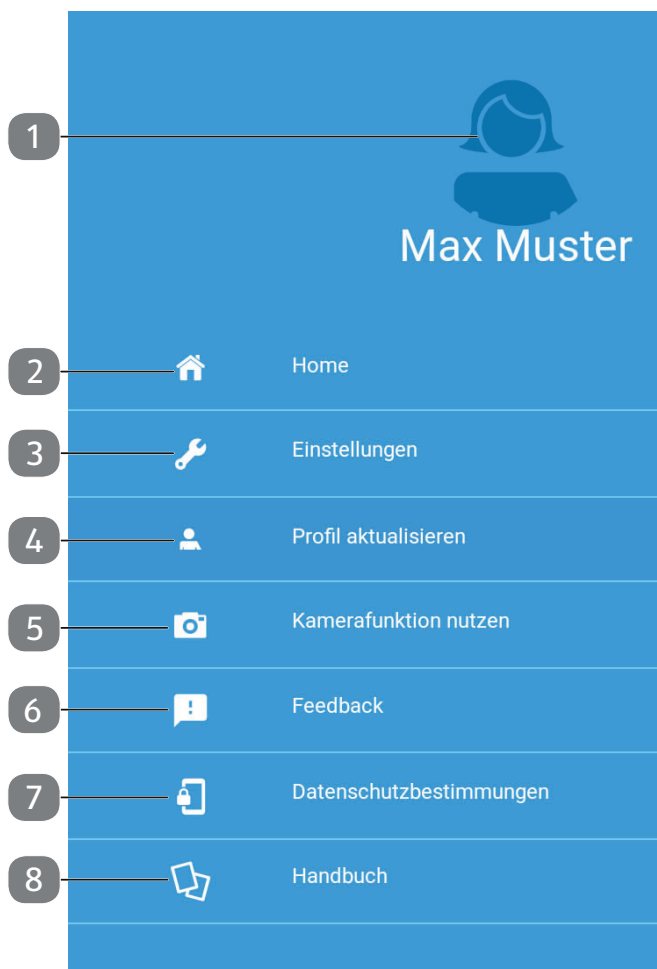 1
Max Muster
2 Home
3 Einstellungen
4 Profil aktualisieren
5 Kamerafunktion nutzen
6 Feedback
7 Datenschutzbestimmungen
8 Handbuch